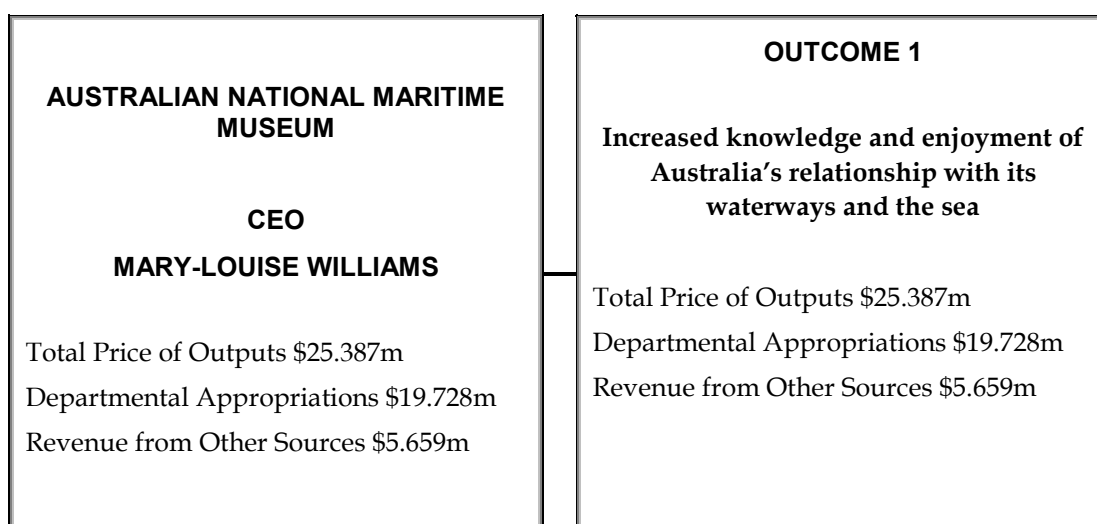 AUSTRALIAN NATIONAL MARITIME
MUSEUM
CEO
MARY-LOUISE WILLIAMS
Total Price of Outputs $25.387m
Departmental Appropriations $19.728m
Revenue from Other Sources $5.659m
OUTCOME 1
Increased knowledge and enjoyment of
Australia’s relationship with its
waterways and the sea
Total Price of Outputs $25.387m
Departmental Appropriations $19.728m
Revenue from Other Sources $5.659m